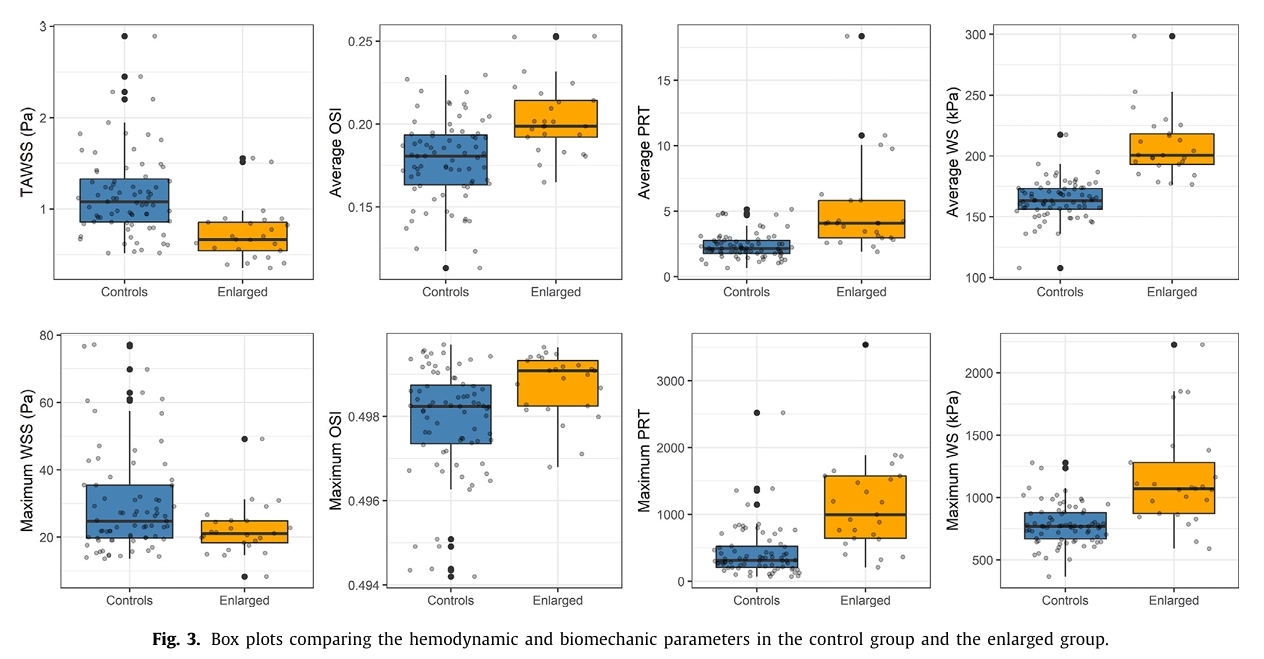 TAWSS (Pa)
3
2
1
Controls
Enlarged
Average OSI
0.25
0.20
0.15
Controls
Enlarged
Average PRT
15
10
5
0
Controls
Enlarged
Average WS (kPa)
300
250
200
150
100
Controls
Enlarged
Maximum WSS (Pa)
80
60
40
20
Controls
Enlarged
Maximum OSI
0.498
0.496
0.494
Controls
Enlarged
Maximum PRT
3000
2000
1000
0
Controls
Enlarged
Maximum WS (kPa)
2000
1500
1000
500
Controls
Enlarged
Fig. 3. Box plots comparing the hemodynamic and biomechanic parameters in the control group and the enlarged group.